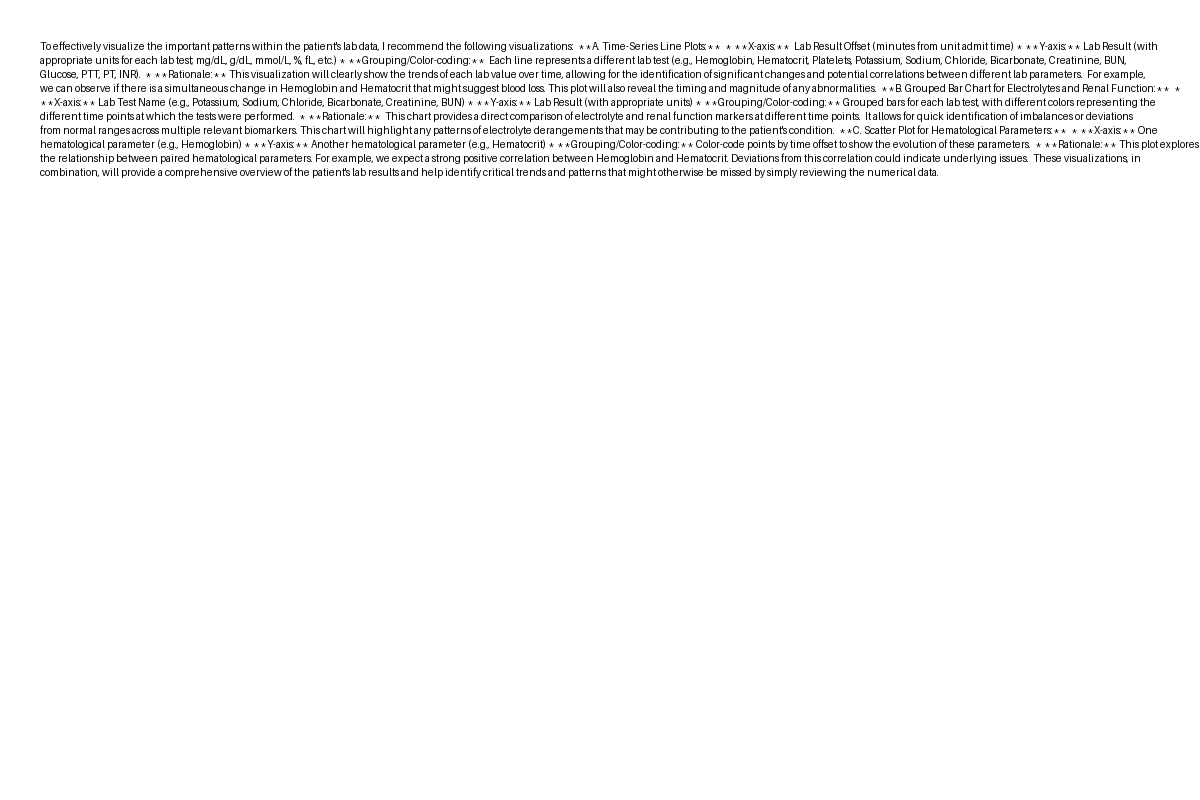 To effectively visualize the important patterns within the patient's lab data, I recommend the following visualizations:  **A. Time-Series Line Plots:**  * **X-axis:**  Lab Result Offset (minutes from unit admit time) * **Y-axis:** Lab Result (with
appropriate units for each lab test; mg/dL, g/dL, mmol/L, %, fL, etc.) * **Grouping/Color-coding:**  Each line represents a different lab test (e.g., Hemoglobin, Hematocrit, Platelets, Potassium, Sodium, Chloride, Bicarbonate, Creatinine, BUN,
Glucose, PTT, PT, INR).  * **Rationale:** This visualization will clearly show the trends of each lab value over time, allowing for the identification of significant changes and potential correlations between different lab parameters.  For example,
we can observe if there is a simultaneous change in Hemoglobin and Hematocrit that might suggest blood loss. This plot will also reveal the timing and magnitude of any abnormalities.  **B. Grouped Bar Chart for Electrolytes and Renal Function:**  *
**X-axis:** Lab Test Name (e.g., Potassium, Sodium, Chloride, Bicarbonate, Creatinine, BUN) * **Y-axis:** Lab Result (with appropriate units) * **Grouping/Color-coding:** Grouped bars for each lab test, with different colors representing the
different time points at which the tests were performed.  * **Rationale:**  This chart provides a direct comparison of electrolyte and renal function markers at different time points.  It allows for quick identification of imbalances or deviations
from normal ranges across multiple relevant biomarkers. This chart will highlight any patterns of electrolyte derangements that may be contributing to the patient's condition.  **C. Scatter Plot for Hematological Parameters:**  * **X-axis:** One
hematological parameter (e.g., Hemoglobin) * **Y-axis:** Another hematological parameter (e.g., Hematocrit) * **Grouping/Color-coding:** Color-code points by time offset to show the evolution of these parameters.  * **Rationale:** This plot explores
the relationship between paired hematological parameters. For example, we expect a strong positive correlation between Hemoglobin and Hematocrit. Deviations from this correlation could indicate underlying issues.  These visualizations, in
combination, will provide a comprehensive overview of the patient's lab results and help identify critical trends and patterns that might otherwise be missed by simply reviewing the numerical data.